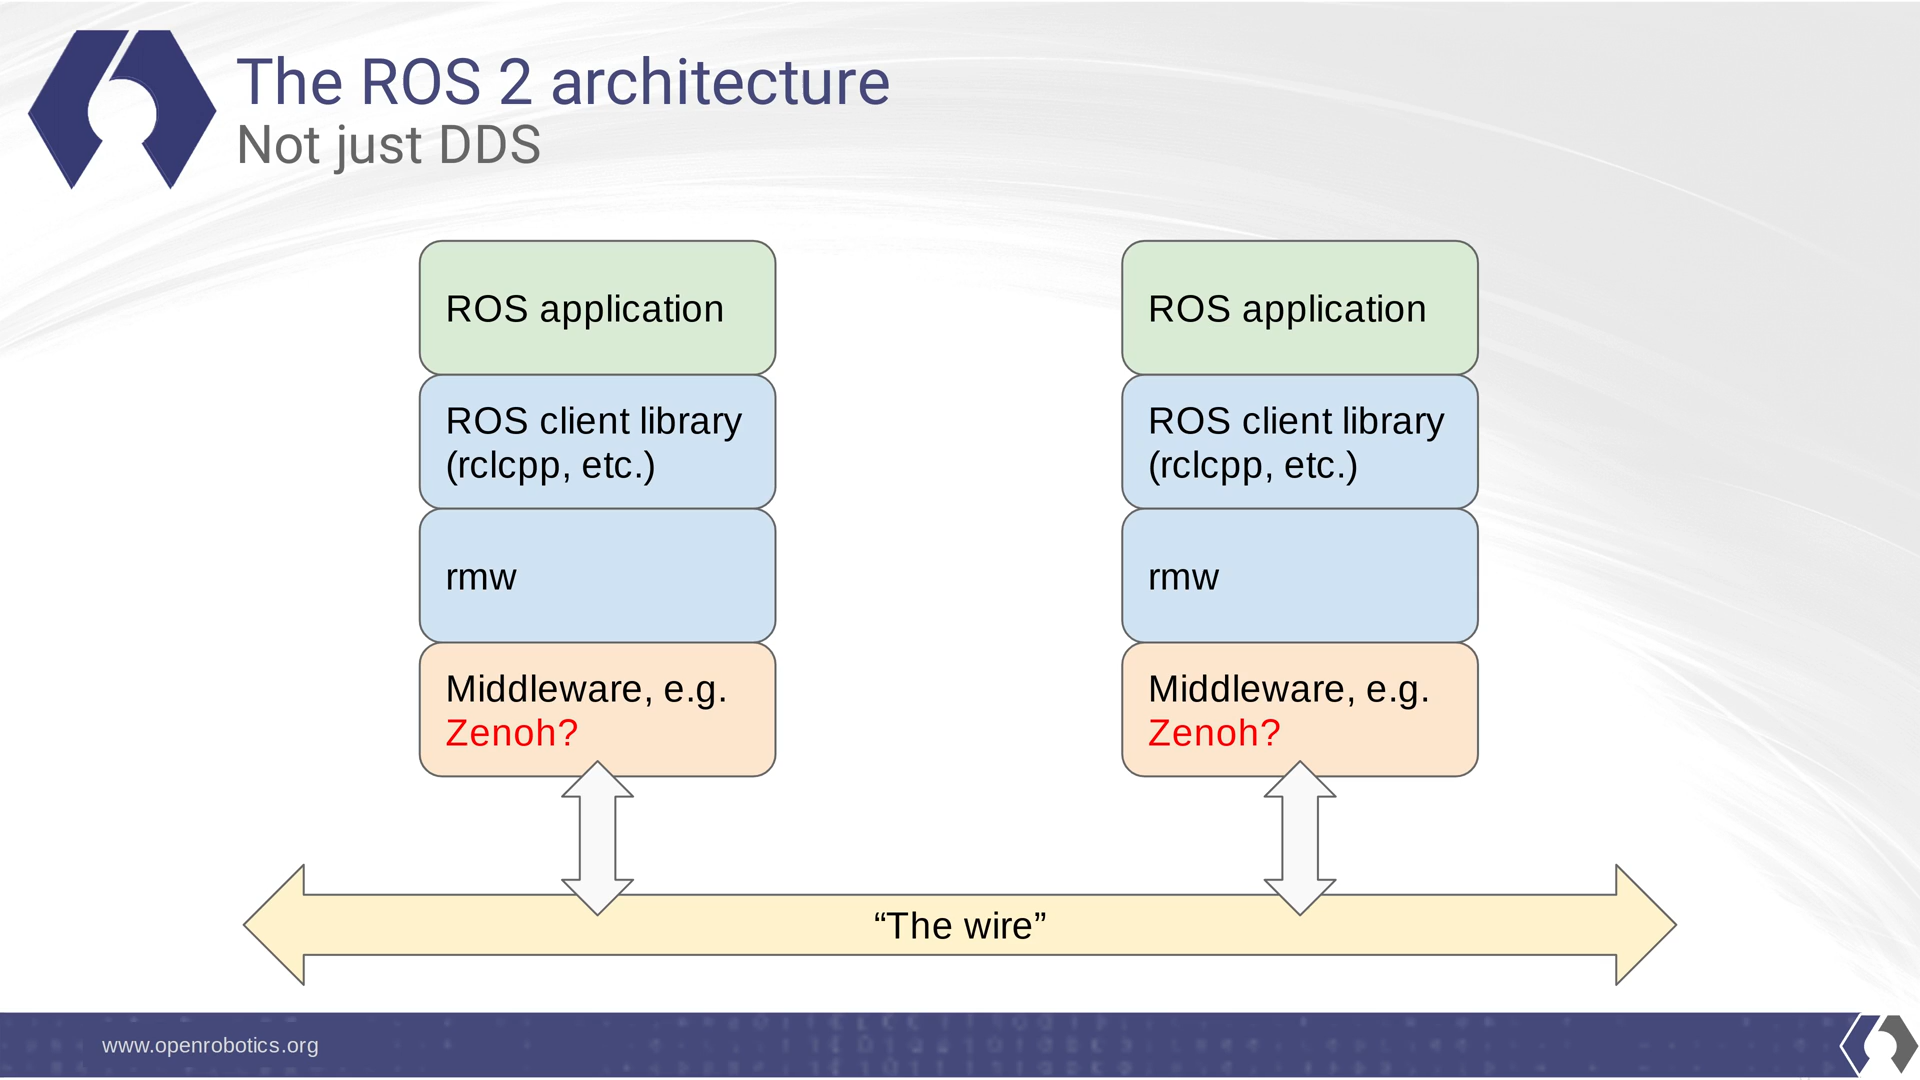 The ROS 2 architecture
Not just DDS
ROS application
ROS client library
(rclcpp, etc.)
rmw
Middleware, e.g.
Zenoh?
ROS application
ROS client library
(rclcpp, etc.)
rmw
Middleware, e.g.
Zenoh?
“The wire”
www.openrobotics.org